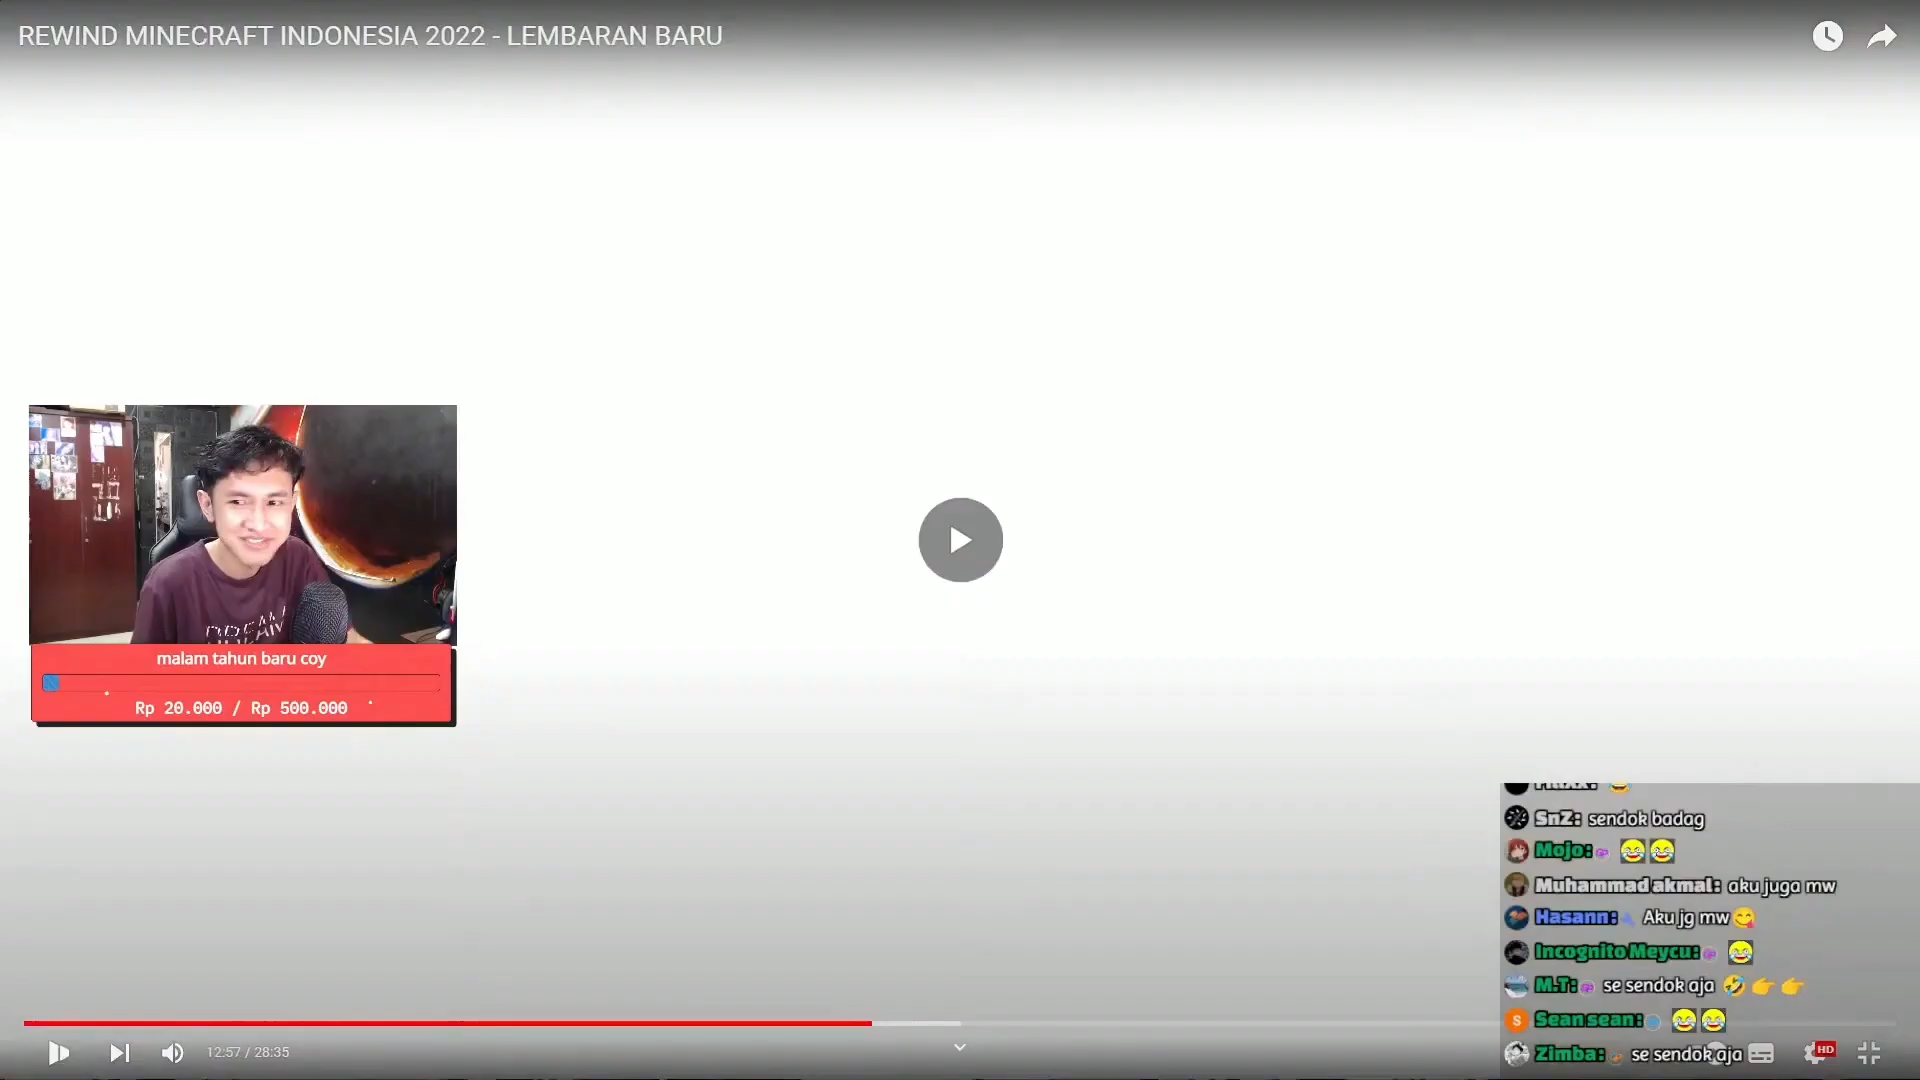 REWIND MINECRAFT INDONESIA 2022 - LEMBARAN BARU
malam tahun baru coy
Rp 20.000 / Rp 500.000
SnZ: sendok badag
Mojo: 😂😂
Muhammad akmal: aku juga mw
Hasann: Aku jg mw😋
Incognito Meycu: 😂
M.T: se sendok aja 🤣👉👉
S
Sean sean: 😂😂
Zimba: se sendok aja
12:57 / 28:35
HD